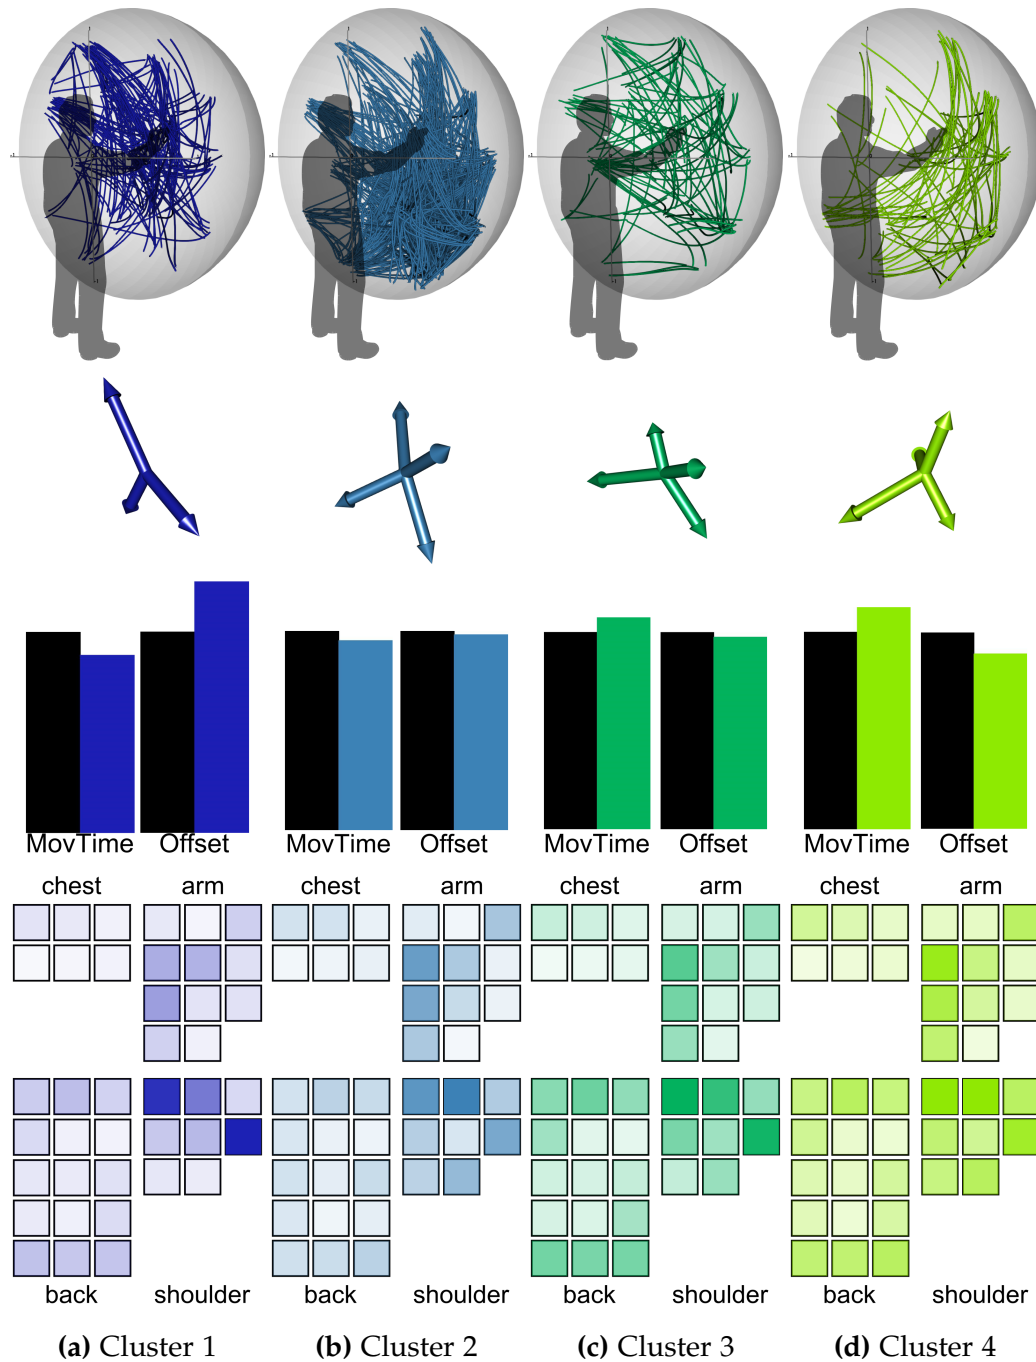 MovTime Offset MovTime Offset MovTime Offset MovTime Offset
chest arm chest arm chest arm chest arm
back shoulder back shoulder back shoulder back shoulder
(a) Cluster 1 (b) Cluster 2 (c) Cluster 3 (d) Cluster 4